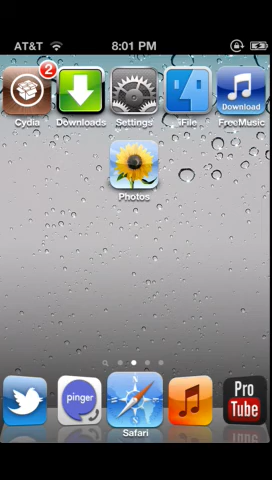 AT&T 8:01 PM
2
Cydia Downloads Settings iFile FreeMusic
Download
Photos
pinger
Pro
Tube
Safari